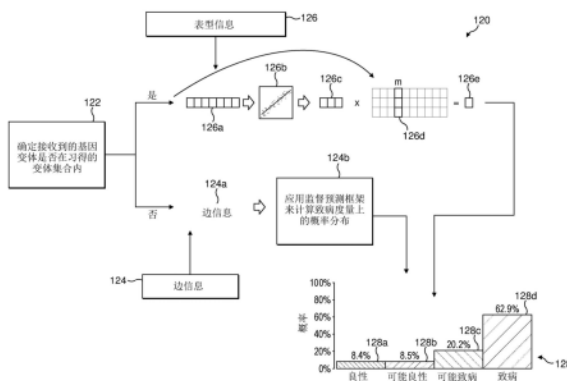 126
表型信息
120
122
确定接收到的基因
变体是否在习得的
变体集合内
是
否
126a
126b
126c
x
m
126d
=
126e
124a
边信息
124b
应用监督预测框架
来计算致病度量上
的概率分布
124
边信息
概率
100%
80%
60%
40%
20%
0%
8.4%
128a
8.5%
128b
20.2%
128c
62.9%
128d
良性
可能良性
可能致病
致病